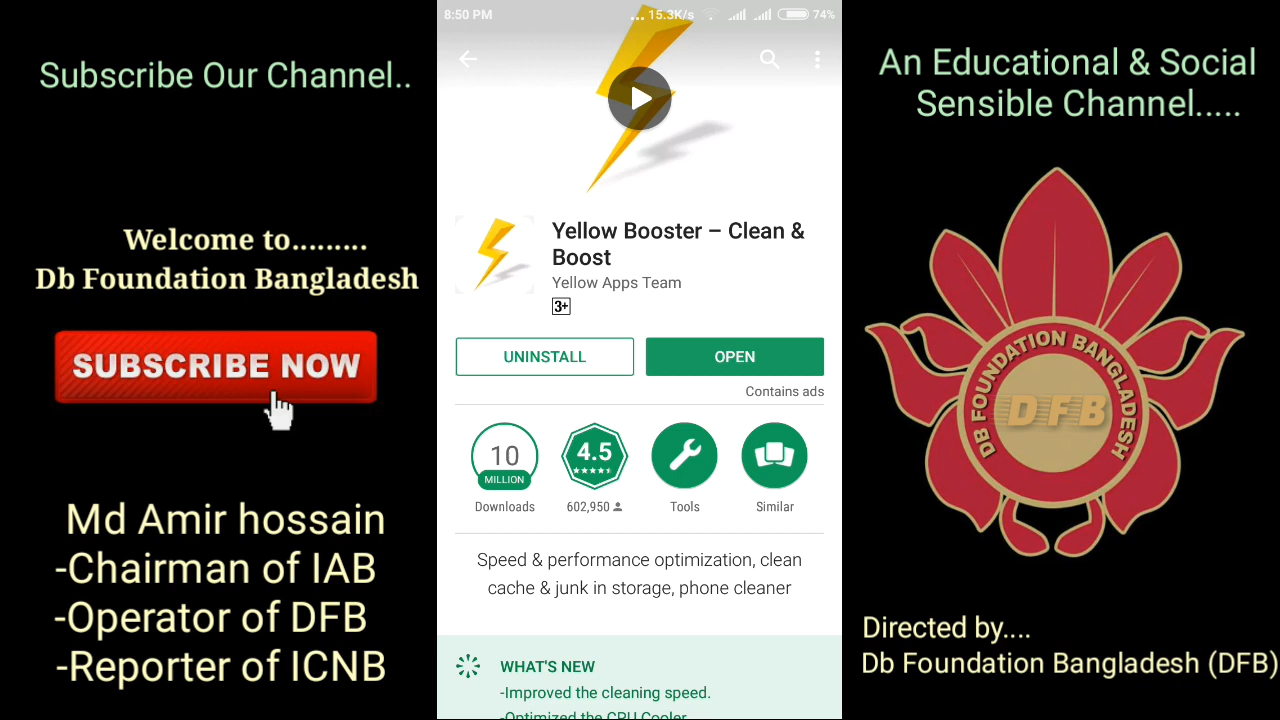 Subscribe Our Channel..
Welcome to.........
Db Foundation Bangladesh
SUBSCRIBE NOW
Md Amir hossain
-Chairman of IAB
-Operator of DFB
-Reporter of ICNB
8:50 PM
... 15.3K/s
74%
Yellow Booster – Clean &
Boost
Yellow Apps Team
3+
UNINSTALL
OPEN
Contains ads
10
MILLION
Downloads
4.5
602,950
Tools
Similar
Speed & performance optimization, clean
cache & junk in storage, phone cleaner
WHAT'S NEW
-Improved the cleaning speed.
-Optimized the CPU Cooler
An Educational & Social
Sensible Channel.....
DB FOUNDATION BANGLADESH
DFB
Directed by....
Db Foundation Bangladesh (DFB)